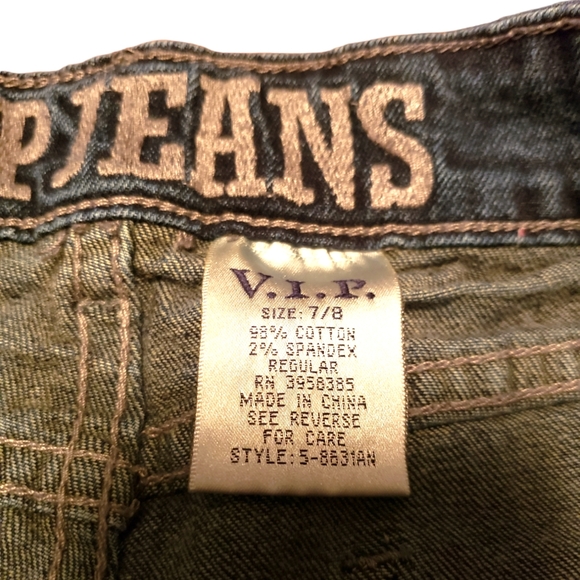 P JEANS
V.I.P.
SIZE: 7/8
98% COTTON
2% SPANDEX
REGULAR
RN 3958385
MADE IN CHINA
SEE REVERSE
FOR CARE
STYLE: 5-8631AN